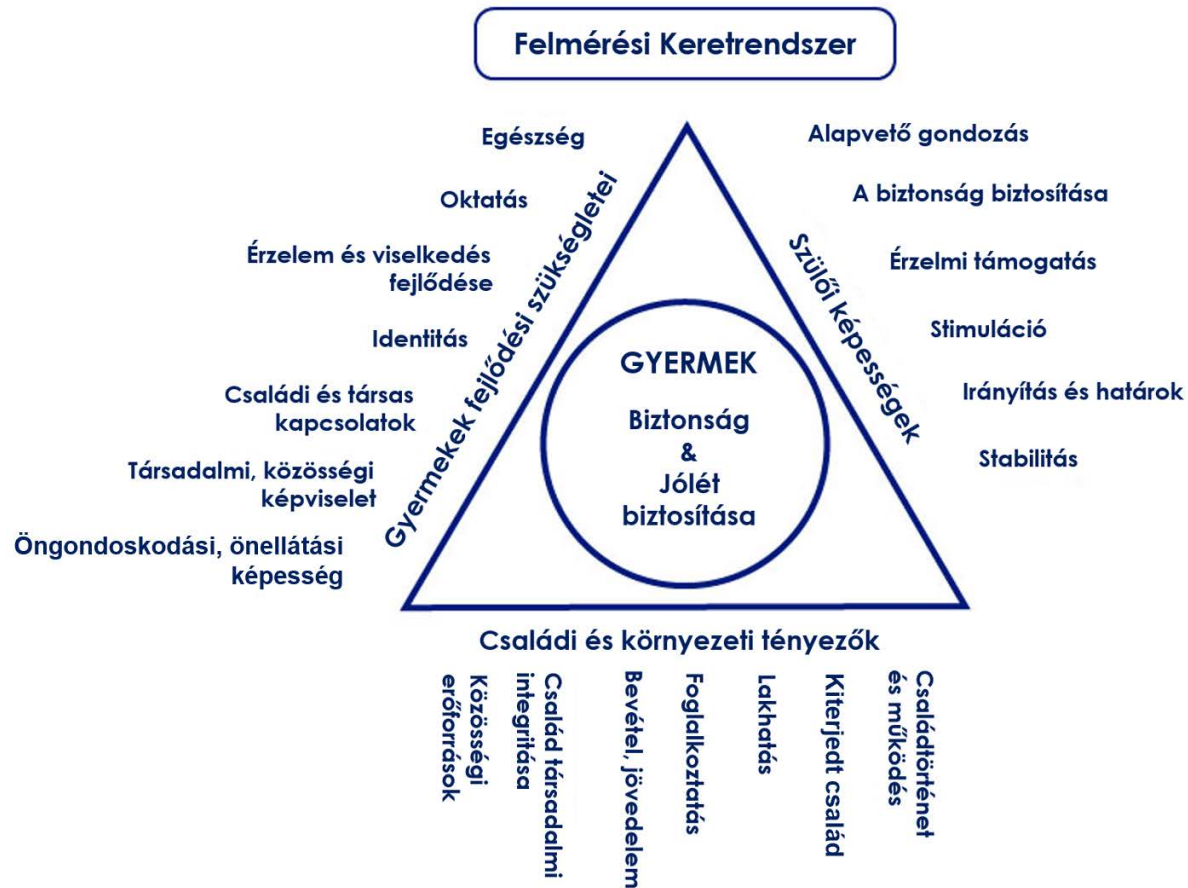 Felmérési Keretrendszer
Egészség
Oktatás
Érzelem és viselkedés
fejlődése
Identitás
Családi és társas
kapcsolatok
Társadalmi, közösségi
képviselet
Öngondoskodási, önellátási
képesség
Gyermekek fejlődési szükségletei
GYERMEK
Biztonság
&
Jólét
biztosítása
Szülői képességek
Alapvető gondozás
A biztonság biztosítása
Érzelmi támogatás
Stimuláció
Irányítás és határok
Stabilitás
Családi és környezeti tényezők
Közösségi
erőforrások
Család társadalmi
integritása
Bevétel, jövedelem
Foglalkoztatás
Lakhatás
Kiterjedt család
Családtörténet
és működés